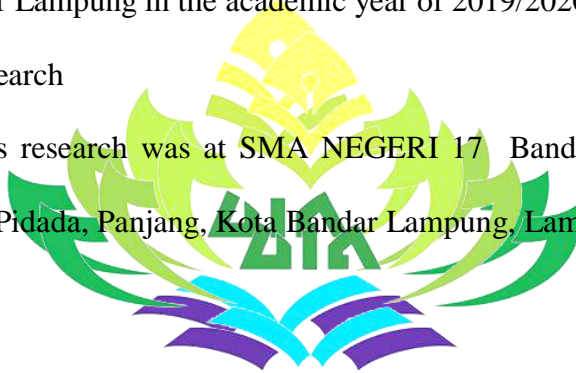 r Lampung in the academic year of 2019/2020
earch
s research was at SMA NEGERI 17 Band
Pidada, Panjang, Kota Bandar Lampung, Lam